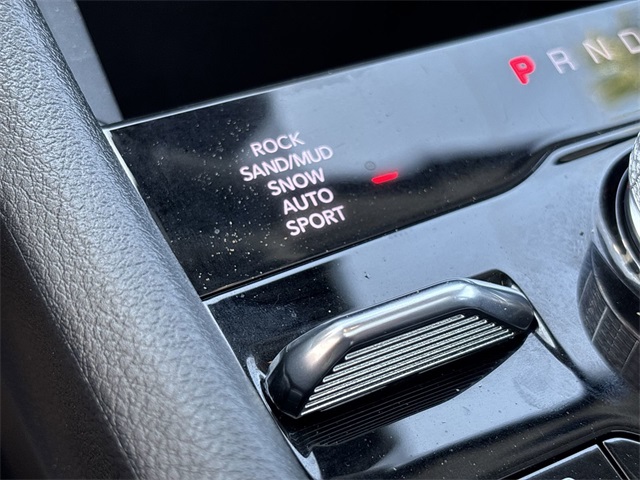 P R N D
ROCK
SAND/MUD
SNOW
AUTO
SPORT